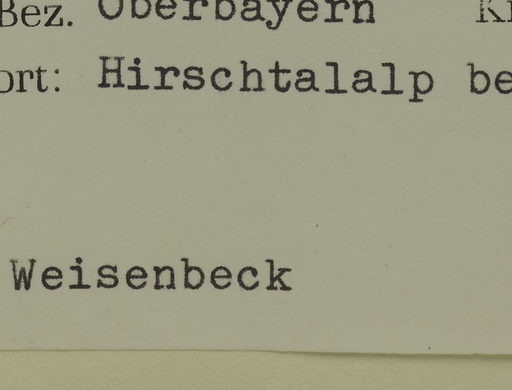 Bez. Oberbayern
ort: Hirschtalalp be
Weisenbeck